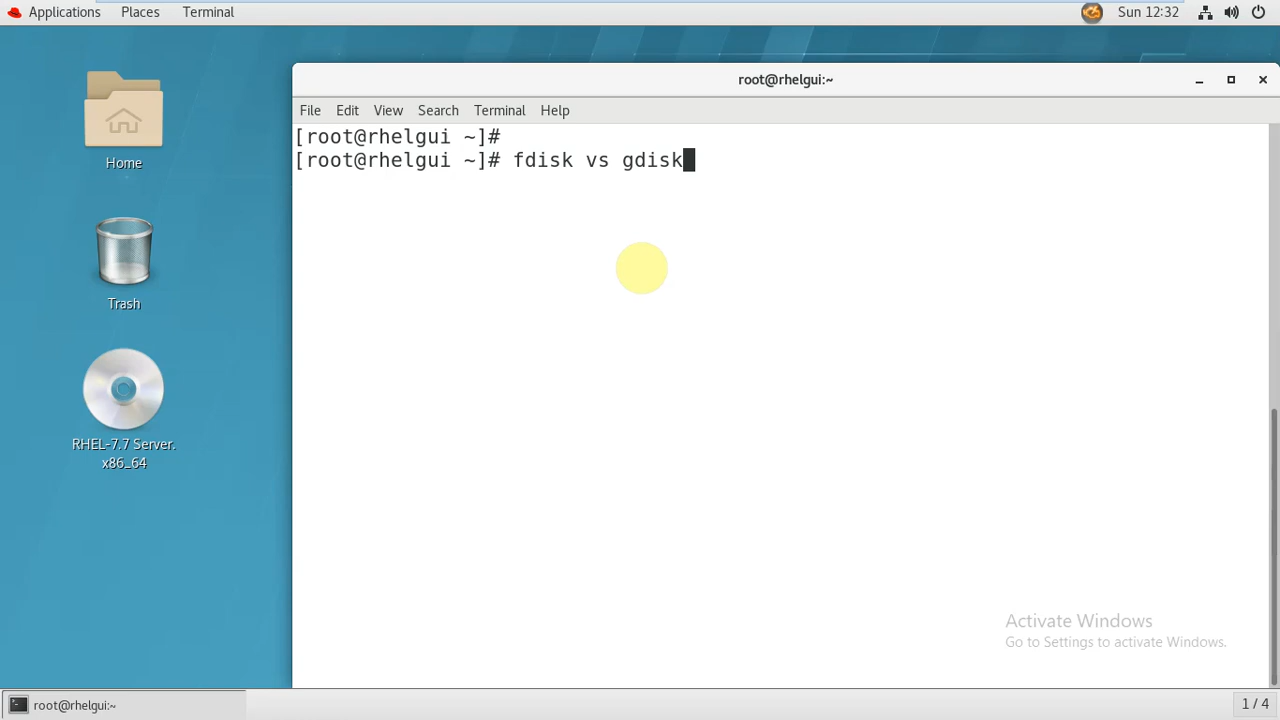 Applications Places Terminal Sun 12:32
root@rhelgui:~
File Edit View Search Terminal Help
[root@rhelgui ~]#
[root@rhelgui ~]# fdisk vs gdisk
Home
Trash
RHEL-7.7 Server.
x86_64
Activate Windows
Go to Settings to activate Windows.
root@rhelgui:~ 1 / 4